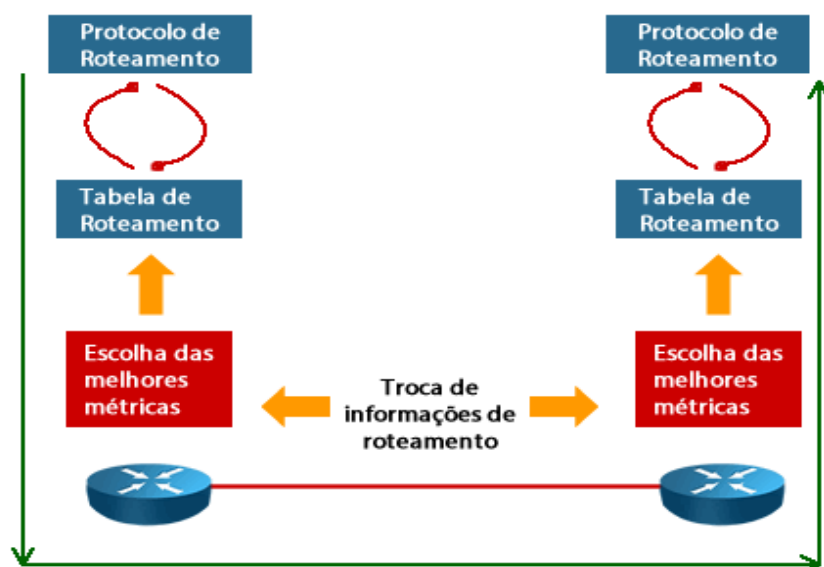 Protocolo de
Roteamento
Protocolo de
Roteamento
Tabela de
Roteamento
Tabela de
Roteamento
Escolha das
melhores
métricas
Troca de
informações de
roteamento
Escolha das
melhores
métricas